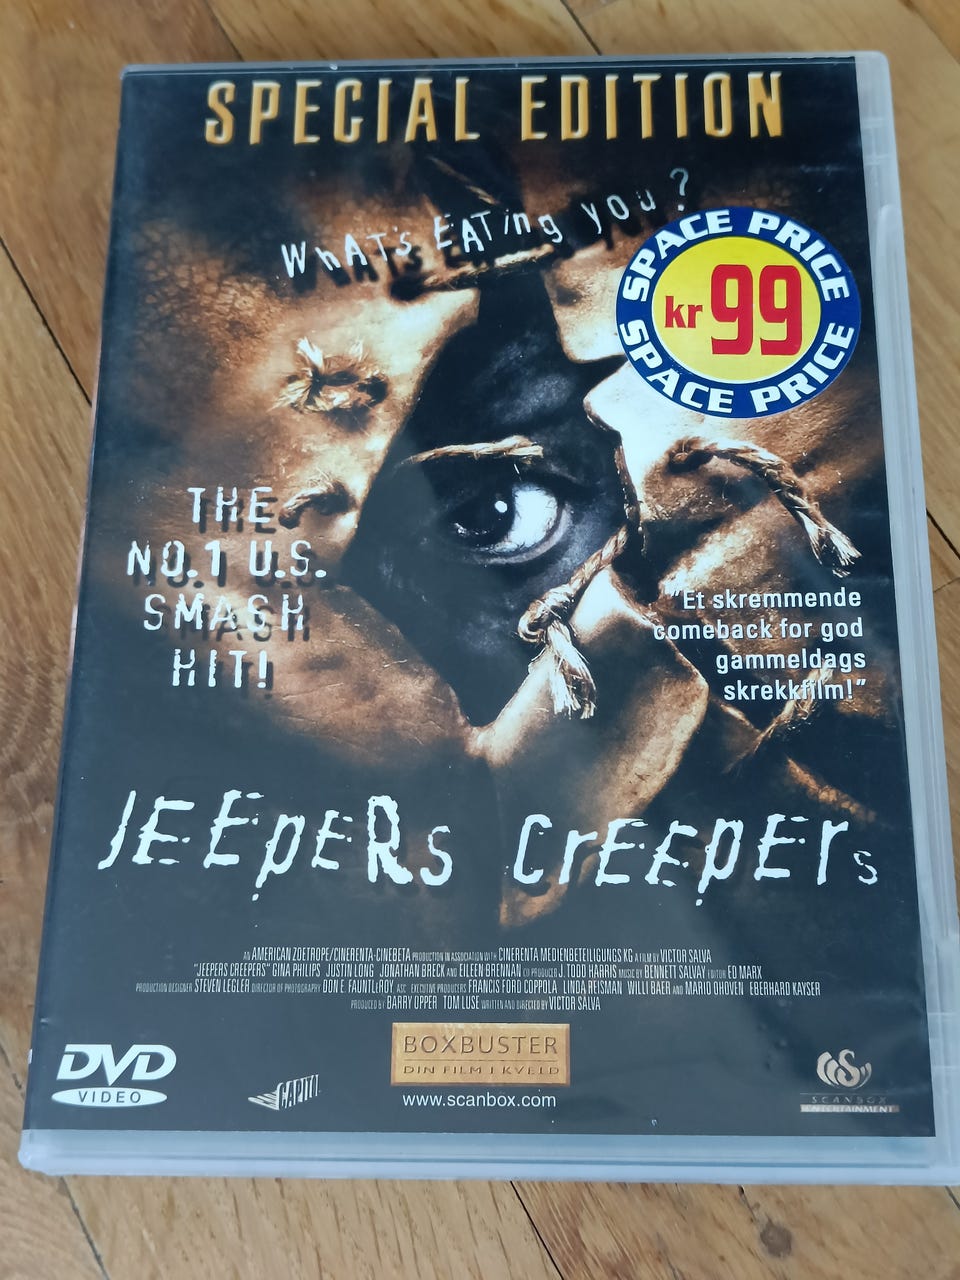 SPECIAL EDITION
WHAT'S EATING YOU?
SPACE PRICE
kr 99
SPACE PRICE
THE
NO.1 U.S.
SMASH
HIT!
"Et skremmende
comeback for god
gammeldags
skrekkfilm!"
JEEPERS CREEPERS
AN AMERICAN ZOETROPE/CINERENTA-CINEBETA PRODUCTION IN ASSOCIATION WITH CINERENTA MEDIENBETEILIGUNGS KG A FILM BY VICTOR SALVA
"JEEPERS CREEPERS" GINA PHILIPS JUSTIN LONG JONATHAN BRECK AND EILEEN BRENNAN CO PRODUCER J. TODD HARRIS MUSIC BY BENNETT SALVAY EDITOR ED MARX
PRODUCTION DESIGNER STEVEN LEGLER DIRECTOR OF PHOTOGRAPHY DON E. FAUNTLEROY, ASC EXECUTIVE PRODUCERS FRANCIS FORD COPPOLA LINDA REISMAN WILLI BAER AND MARIO OHOVEN EBERHARD KAYSER
PRODUCED BY BARRY OPPER TOM LUSE WRITTEN AND DIRECTED BY VICTOR SALVA
BOXBUSTER
DIN FILM I KVELD
DVD
VIDEO
CAPITOL
www.scanbox.com
SCANBOX
ENTERTAINMENT